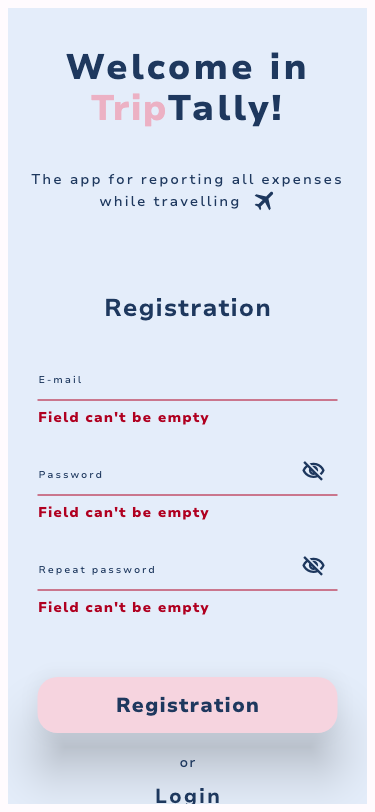 Welcome in
TripTally!
The app for reporting all expenses
while travelling
Registration
E-mail
Field can't be empty
Password
Field can't be empty
Repeat password
Field can't be empty
Registration
or
Login